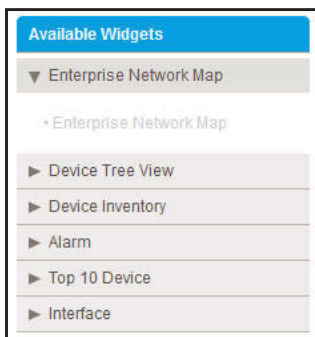 Available Widgets
Enterprise Network Map
• Enterprise Network Map
Device Tree View
Device Inventory
Alarm
Top 10 Device
Interface